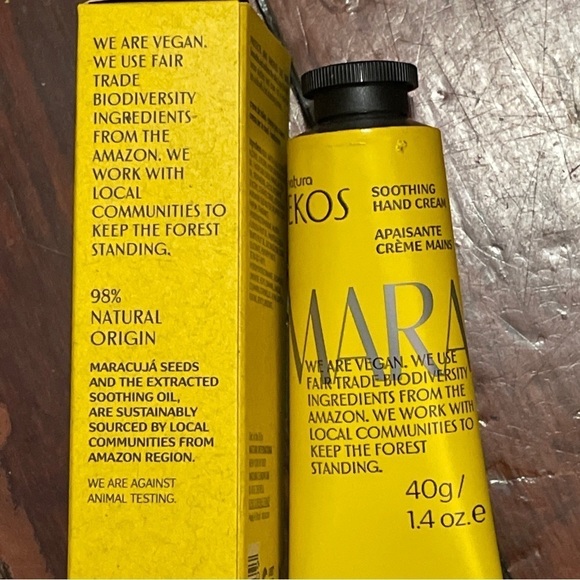 WE ARE VEGAN.
WE USE FAIR
TRADE
BIODIVERSITY
INGREDIENTS
FROM THE
AMAZON. WE
WORK WITH
LOCAL
COMMUNITIES TO
KEEP THE FOREST
STANDING.
98%
NATURAL
ORIGIN
MARACUJÁ SEEDS
AND THE EXTRACTED
SOOTHING OIL,
ARE SUSTAINABLY
SOURCED BY LOCAL
COMMUNITIES FROM
AMAZON REGION.
WE ARE AGAINST
ANIMAL TESTING.
natura
EKOS
SOOTHING
HAND CREAM
APAISANTE
CRÈME MAINS
MARA
WE ARE VEGAN. WE USE
FAIR TRADE BIODIVERSITY
INGREDIENTS FROM THE
AMAZON. WE WORK WITH
LOCAL COMMUNITIES TO
KEEP THE FOREST
STANDING.
40g/
1.4 oz.e